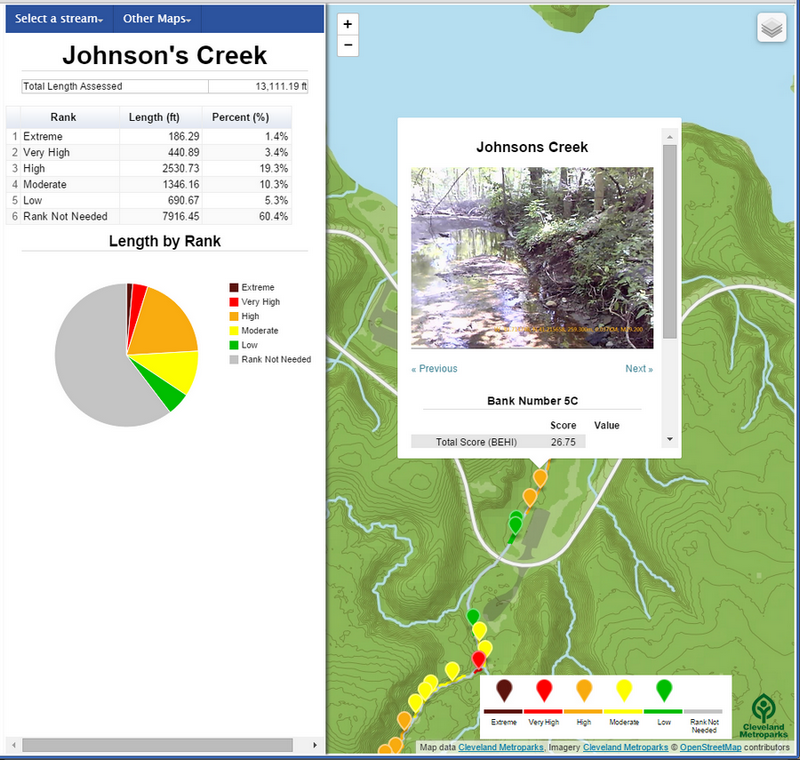 Select a stream Other Maps
Johnson's Creek
Total Length Assessed 13,111.19 ft
Rank Length (ft) Percent (%)
1 Extreme 186.29 1.4%
2 Very High 440.89 3.4%
3 High 2530.73 19.3%
4 Moderate 1346.16 10.3%
5 Low 690.67 5.3%
6 Rank Not Needed 7916.45 60.4%
Length by Rank
Extreme
Very High
High
Moderate
Low
Rank Not Needed
+
−
Johnsons Creek
« Previous Next »
Bank Number 5C
Score Value
Total Score (BEHI) 26.75
Extreme Very High High Moderate Low Rank Not
Needed
Cleveland
Metroparks
Map data Cleveland Metroparks, Imagery Cleveland Metroparks © OpenStreetMap contributors